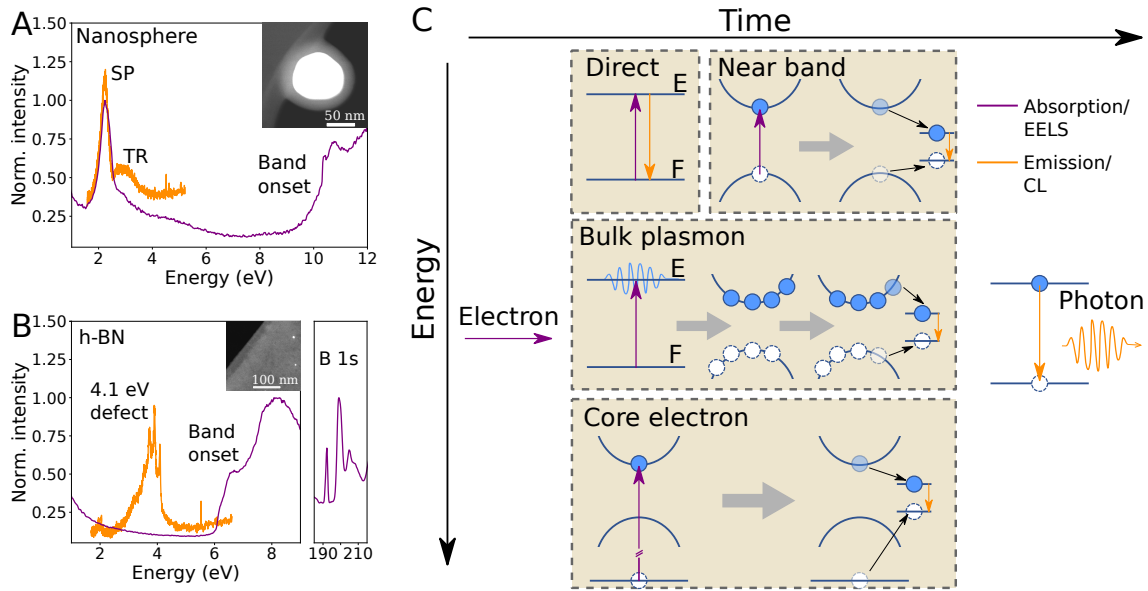 A
Nanosphere
SP
TR
Band
onset
50 nm
1.50
1.25
1.00
0.75
0.50
0.25
Norm. intensity
2 4 6 8 10 12
Energy (eV)
B
h-BN
4.1 eV
defect
Band
onset
100 nm
B 1s
1.50
1.25
1.00
0.75
0.50
0.25
Norm. intensity
2 4 6 8
190 210
Energy (eV)
C
Time
Energy
Direct
E
F
Near band
Absorption/
EELS
Emission/
CL
Bulk plasmon
E
F
Electron
Photon
Core electron